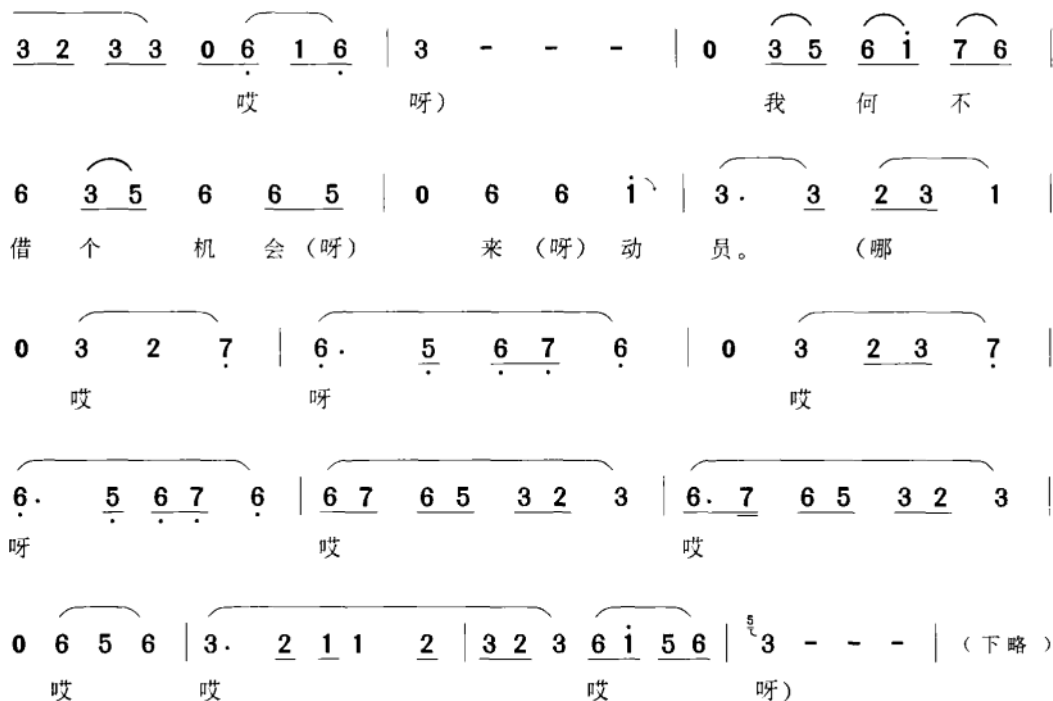 3 2 3 3 0 6̣ 1 6̣ | 3 - - - | 0 3 5 6 i̇ 7 6 |
哎 呀） 我 何 不
6 3 5 6 6 5 | 0 6 6 i̇ | 3. 3 2 3 1 |
借 个 机 会（呀） 来（呀）动 员。 （哪
0 3 2 7̣ | 6̣. 5̣ 6̣ 7̣ 6̣ | 0 3 2 3 7̣ |
哎 呀 哎
6̣. 5̣ 6̣ 7̣ 6̣ | 6 7 6 5 3 2 3 | 6. 7 6 5 3 2 3 |
呀 哎 哎
0 6 5 6 | 3. 2 1 1 2 | 3 2 3 6 i̇ 5 6 | 5 3 - - - | （下略）
哎 哎 哎 呀）